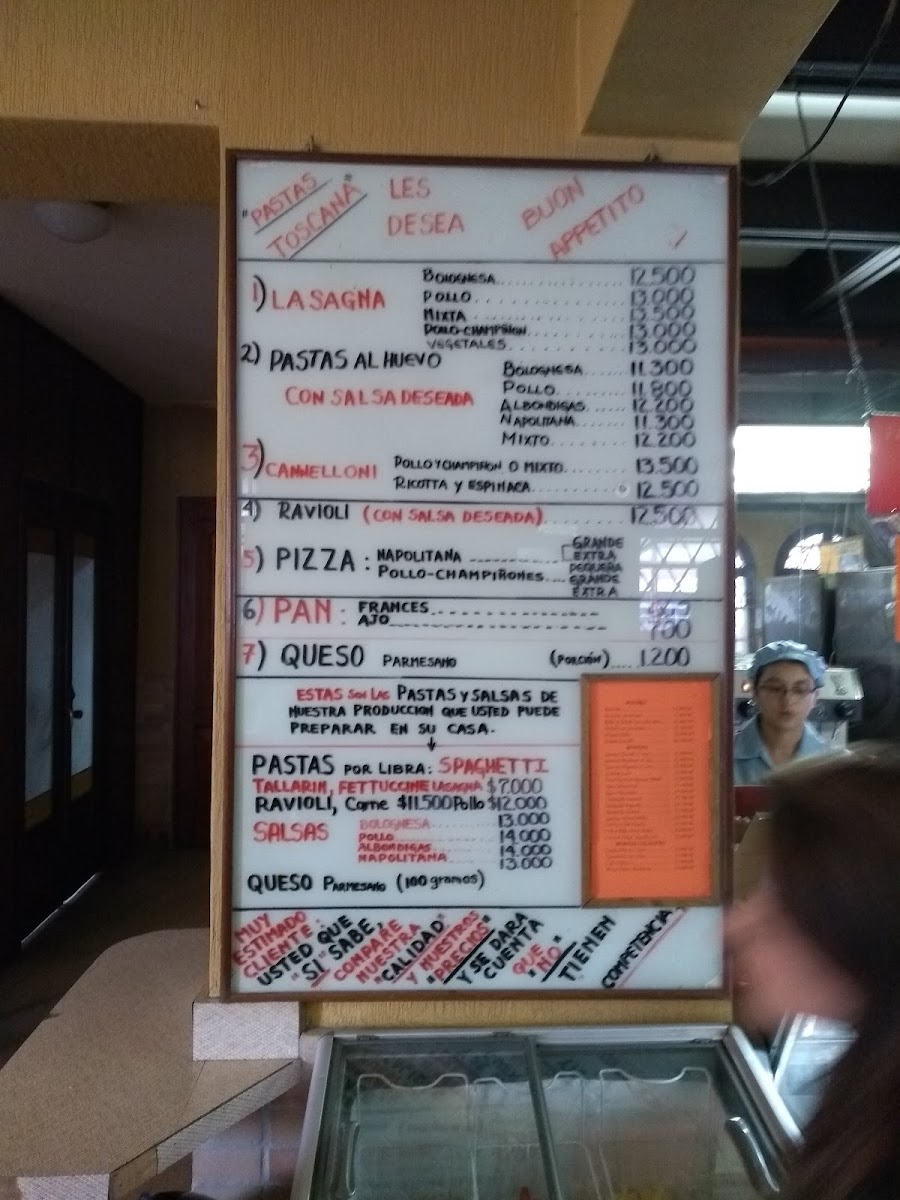 "PASTAS TOSCANA" LES DESEA BUON APPETITO
1) LASAGNA
BOLOGNESA 12.500
POLLO 13.000
MIXTA 13.500
POLLO-CHAMPIÑON 13.000
VEGETALES 13.000
2) PASTAS AL HUEVO
CON SALSA DESEADA
BOLOGNESA 11.300
POLLO 11.800
ALBONDIGAS 12.200
NAPOLITANA 11.300
MIXTO 12.200
3) CANNELLONI
POLLO Y CHAMPIÑON O MIXTO 13.500
RICOTTA Y ESPINACA 12.500
4) RAVIOLI (CON SALSA DESEADA) 12.500
5) PIZZA: NAPOLITANA
GRANDE
EXTRA
POLLO-CHAMPIÑONES
PEQUEÑA
GRANDE
EXTRA
6) PAN: FRANCES
AJO 700
7) QUESO PARMESANO (PORCIÓN) 1200
ESTAS SON LAS PASTAS Y SALSAS DE
NUESTRA PRODUCCION QUE USTED PUEDE
PREPARAR EN SU CASA.
PASTAS POR LIBRA: SPAGHETTI
TALLARIN, FETTUCCINE LASAGNA $7.000
RAVIOLI, Carne $11.500 Pollo $12.000
SALSAS
BOLOGNESA 13.000
POLLO 14.000
ALBONDIGAS 14.000
NAPOLITANA 13.000
QUESO PARMESANO (100 gramos)
MUY ESTIMADO CLIENTE: USTED QUE "SI" SABE, COMPARE NUESTRA "CALIDAD" Y NUESTROS "PRECIOS" Y SE DARA CUENTA QUE "NO" TIENEN COMPETENCIA